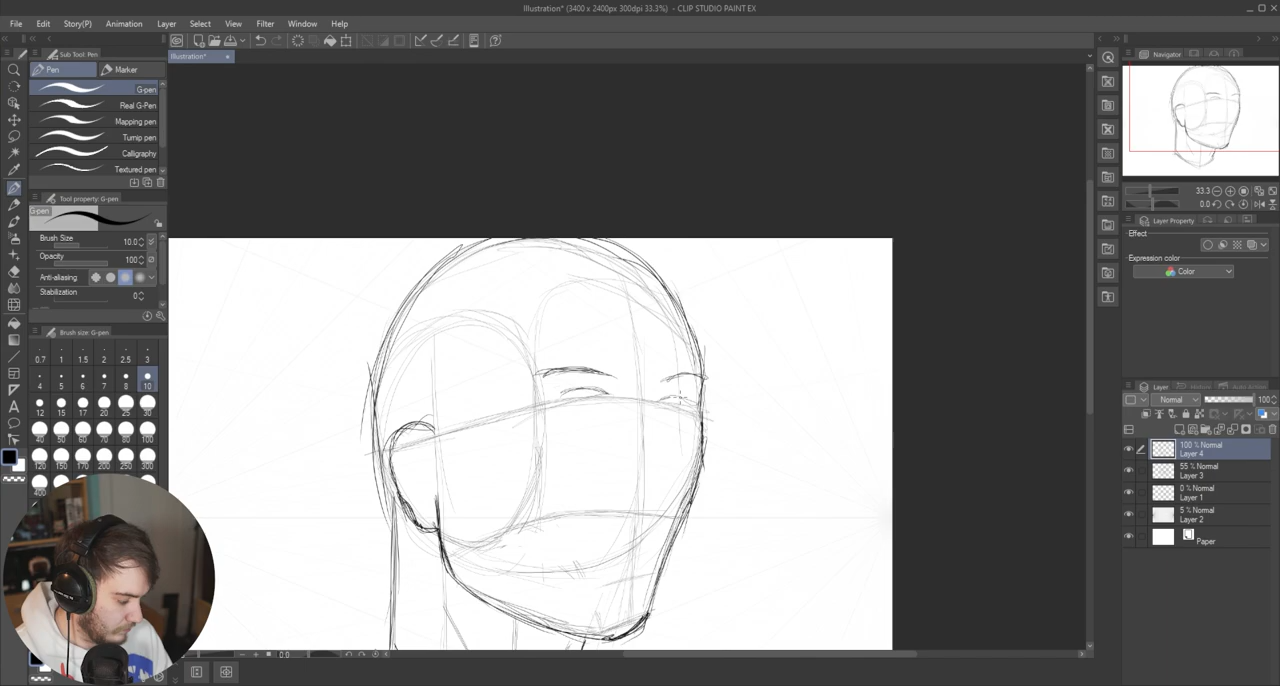 Illustration* (3400 x 2400px 300dpi 33.3%) - CLIP STUDIO PAINT EX
File Edit Story(P) Animation Layer Select View Filter Window Help
Sub Tool: Pen
Illustration*
Navigator
Pen Marker
G-pen
Real G-Pen
Mapping pen
Turnip pen
Calligraphy
Textured pen
Tool property: G-pen
G-pen
Brush Size 10.0
Opacity 100
Anti-aliasing
Stabilization 0
Brush size: G-pen
0.7 1 1.5 2 2.5 3
4 5 6 7 8 10
12 15 17 20 25 30
40 50 60 70 80 100
120 150 170 200 250 300
400
33.3
0.0
Layer Property
Effect
Expression color
Color
Layer
Normal 100
100 % Normal
Layer 4
55 % Normal
Layer 3
0 % Normal
Layer 1
5 % Normal
Layer 2
Paper
0.0